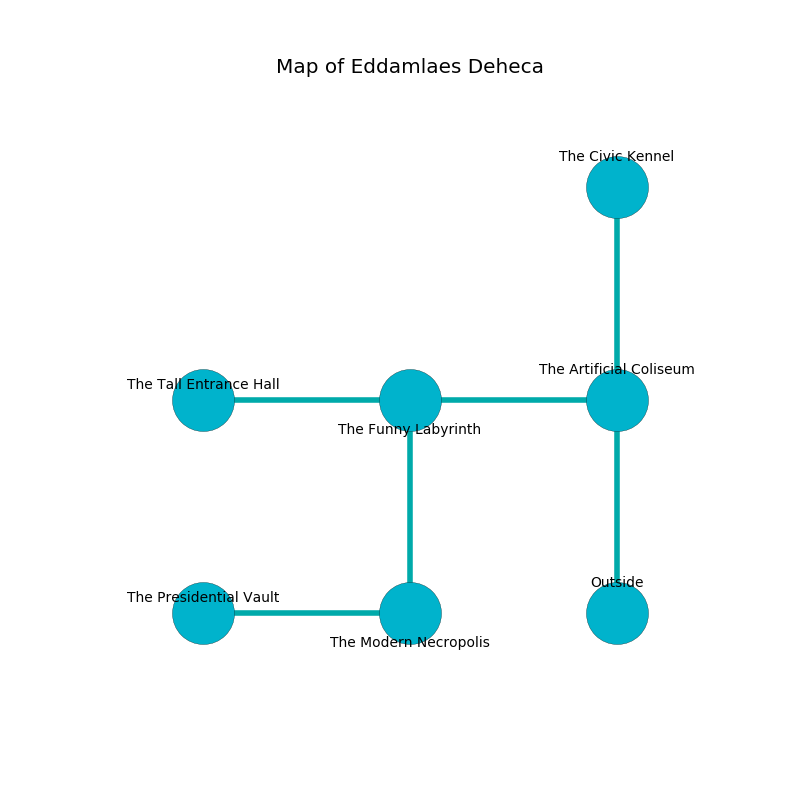 Map of Eddamlaes Deheca
The Civic Kennel
The Artificial Coliseum
The Tall Entrance Hall
The Funny Labyrinth
Outside
The Presidential Vault
The Modern Necropolis